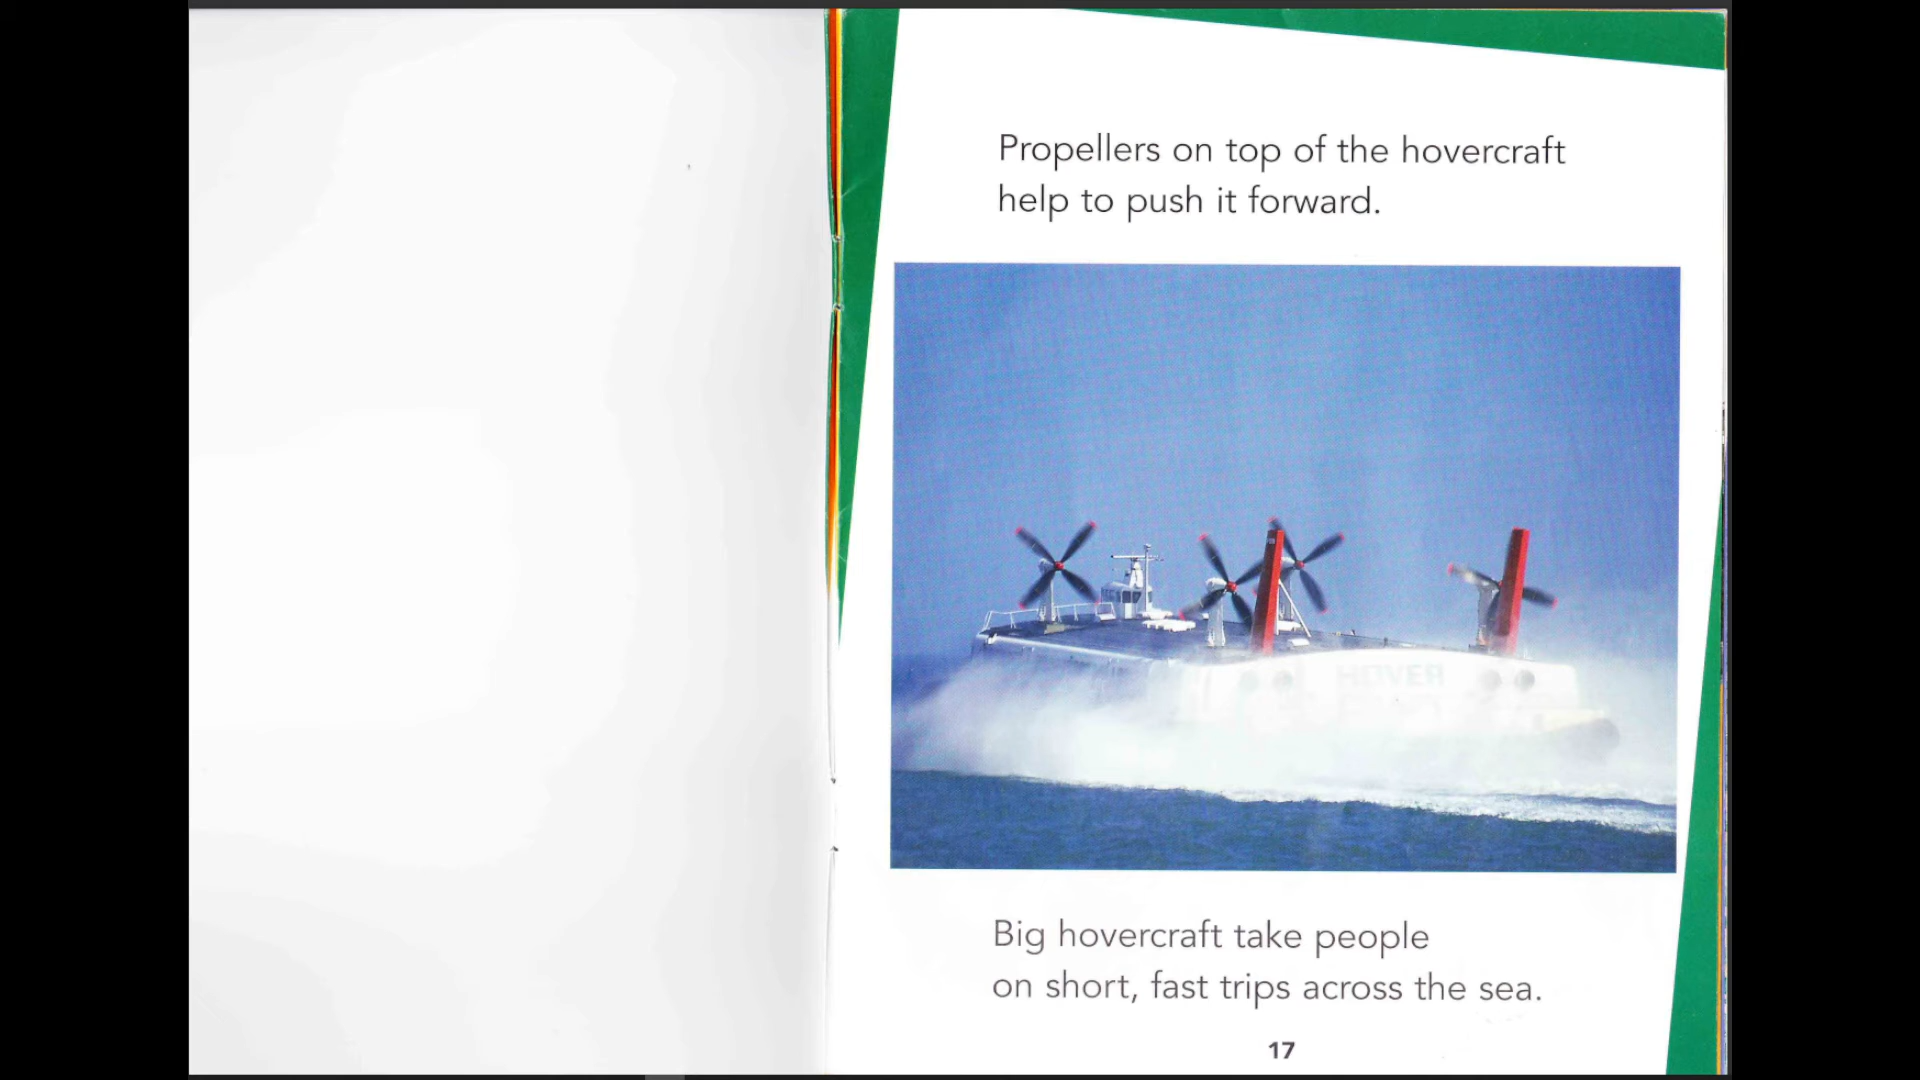 Propellers on top of the hovercraft
help to push it forward.
HOVER
Big hovercraft take people
on short, fast trips across the sea.
17